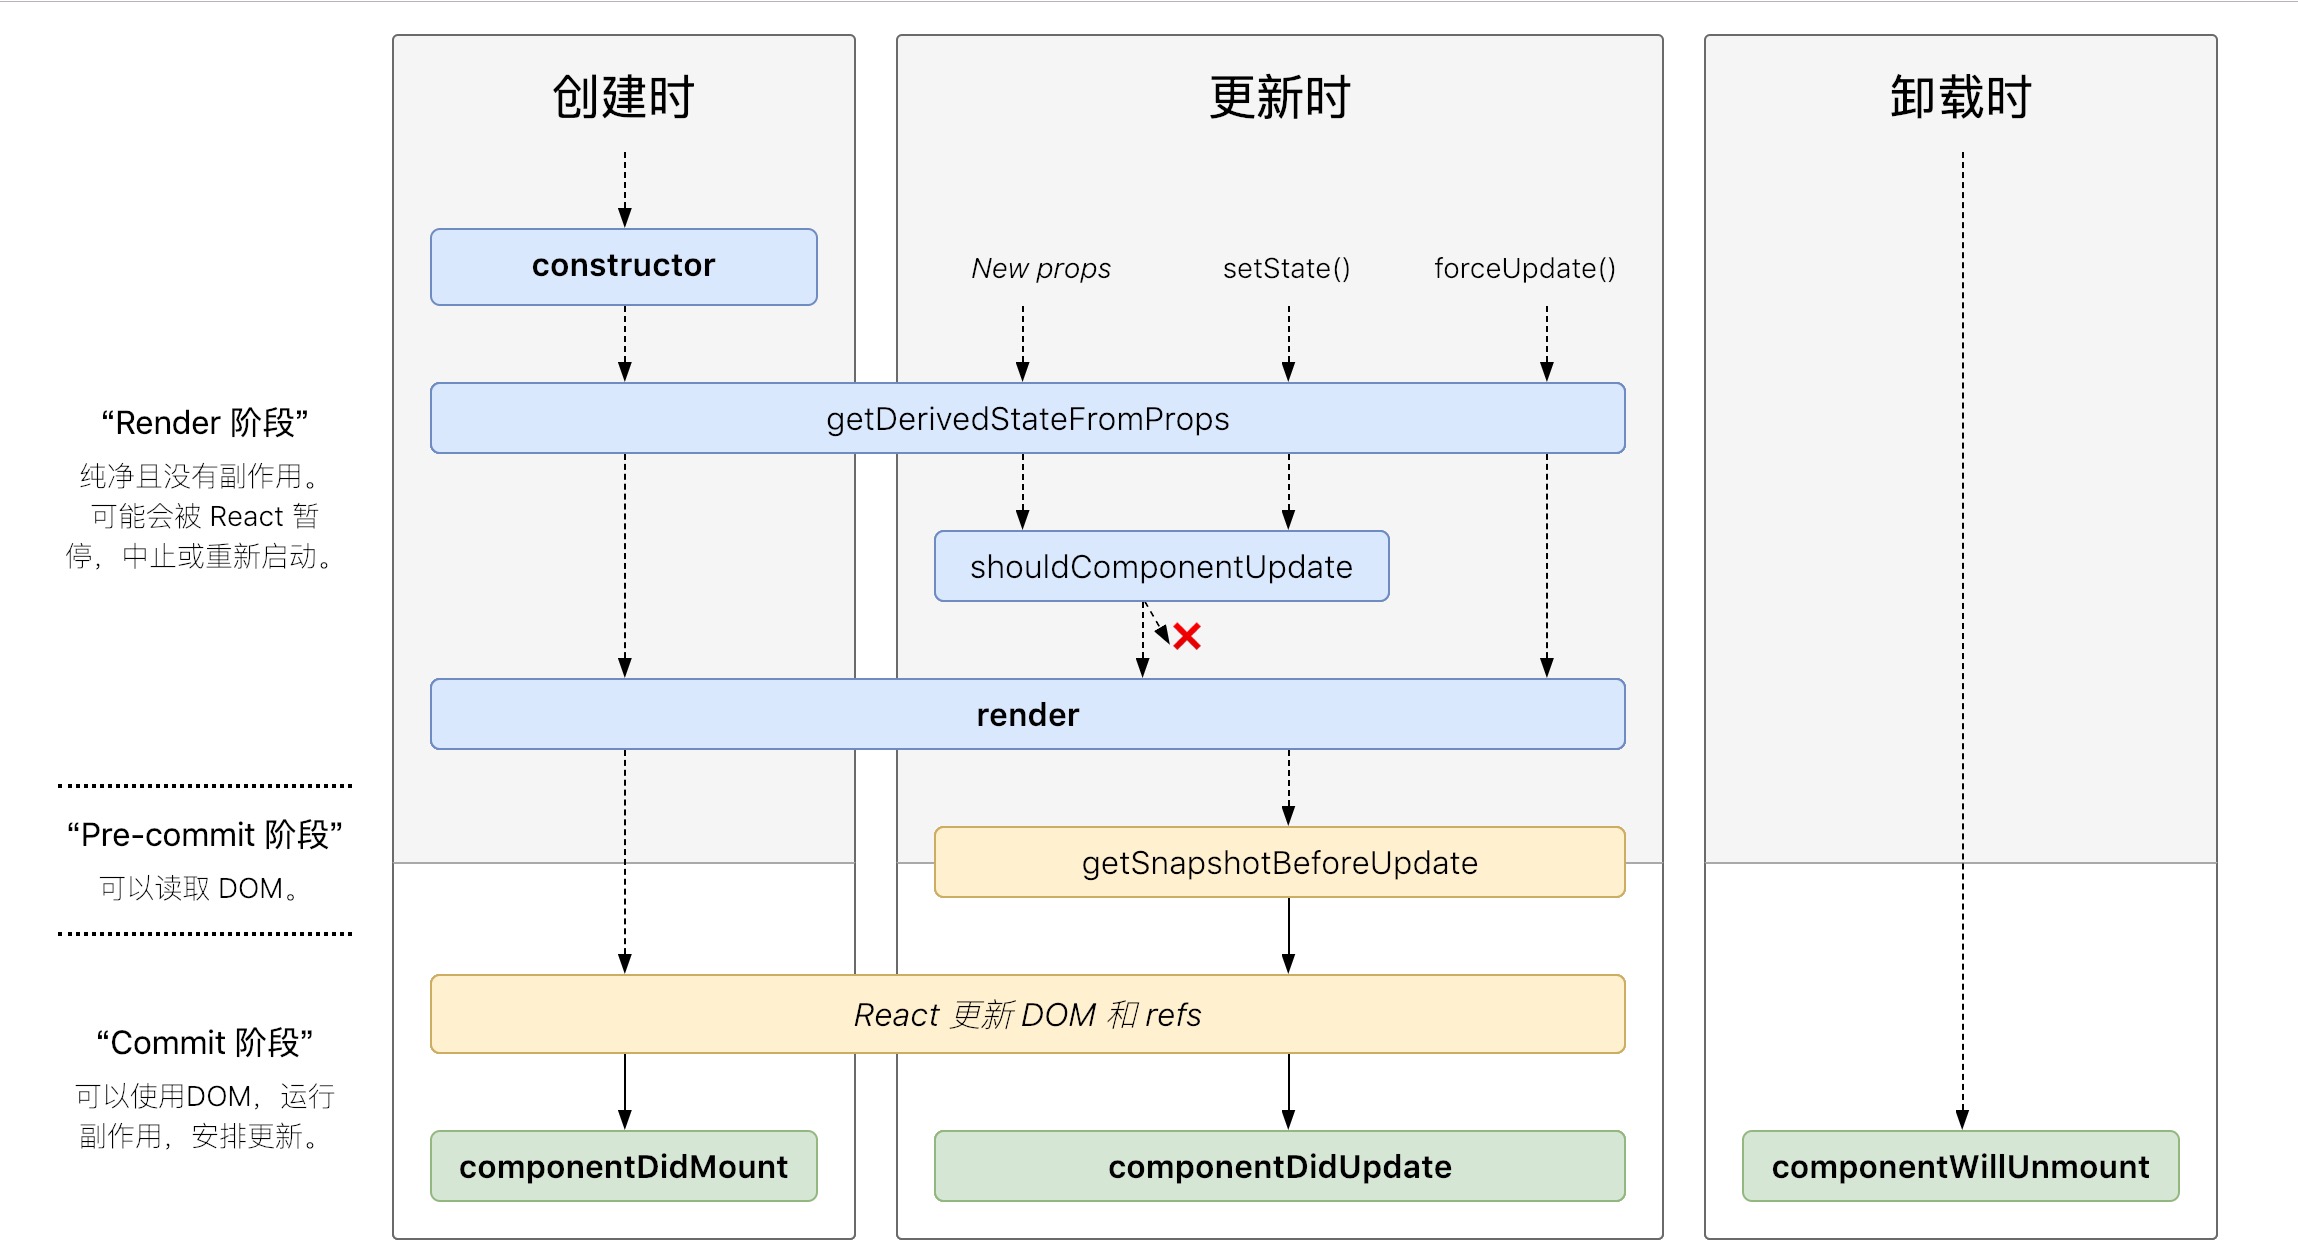 创建时
更新时
卸载时
constructor
New props
setState()
forceUpdate()
getDerivedStateFromProps
“Render 阶段”
纯净且没有副作用。
可能会被 React 暂
停，中止或重新启动。
shouldComponentUpdate
render
“Pre-commit 阶段”
可以读取 DOM。
getSnapshotBeforeUpdate
React 更新 DOM 和 refs
“Commit 阶段”
可以使用DOM，运行
副作用，安排更新。
componentDidMount
componentDidUpdate
componentWillUnmount